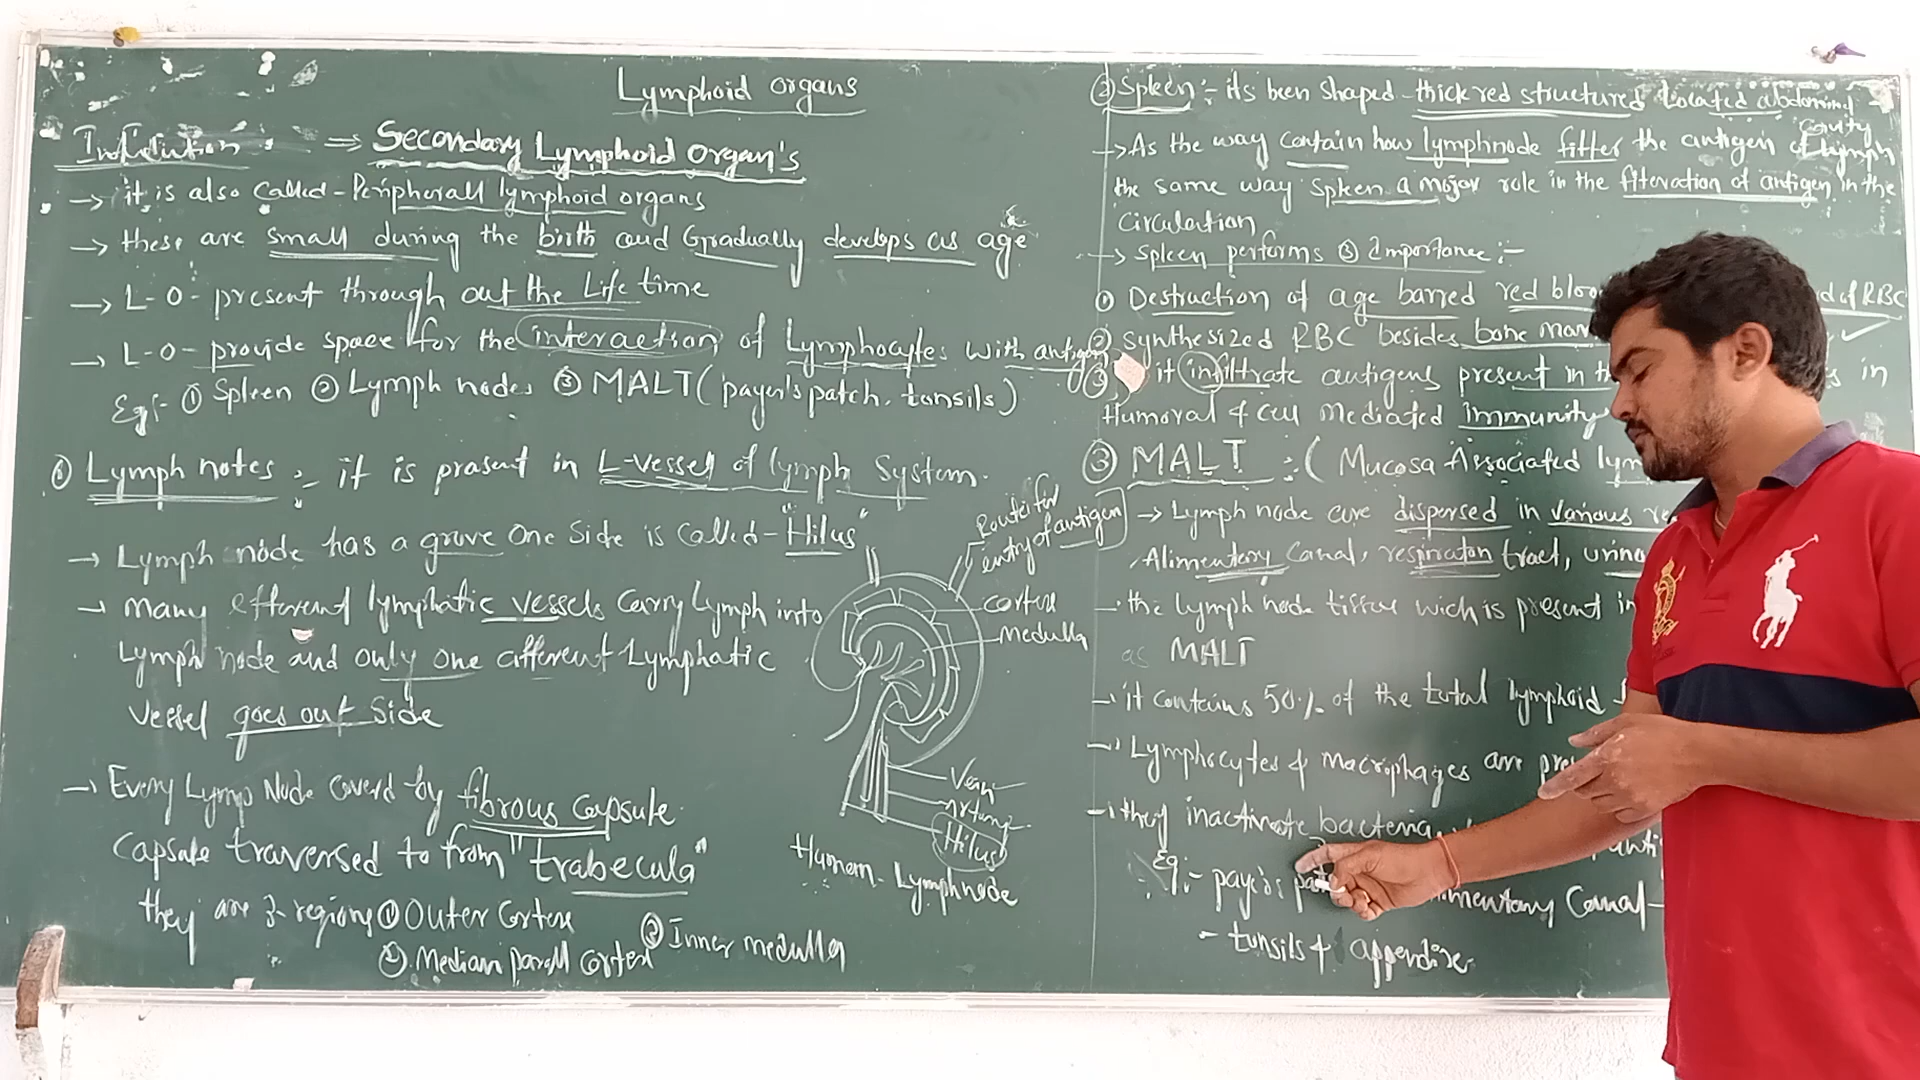 Lymphoid organs
⇒ Secondary Lymphoid organ's
→ it is also called - Peripherall lymphoid organs
→ these are small during the birth and Gradually develops as age
→ L-O- present through out the Life time
→ L-O- provide space for the interaction of Lymphocytes with antigen
Eg:- ① Spleen ② Lymph nodes ③ MALT (payer's patch, tonsils)
Lymph notes :- it is present in L-vessel of lymph System.
→ Lymph node has a grove One Side is called - "Hilus"
→ many efferent lymphatic vessels carry Lymph into
Lymph node and only one afferent Lymphatic
vessel goes out Side
→ Every Lymp Node coverd by fibrous capsule.
Capsule traversed to from "trabecula"
they are 3- regions ① Outer Cortex
② Median parall Cortex ③ Inner medulla
Route for
entry of antigen
cortex
medulla
Vein
Hilus
Human - Lymphnode
② Spleen :- its been shaped - thick red structured Located abdoming
Cavity
→ As the way contain how lymphnode filter the antigen of Lymph
the same way Spleen a major role in the filteration of antigen in the
Circulation
→ Spleen performs ③ Importance :-
① Destruction of age barred red bloo d of RBC
② Synthesized RBC besides bone mar
③ it infiltrate antigens present in th in
Humoral & cell Mediated Immunity
③ MALT :- ( Mucosa Associated lym
→ Lymph node are dispersed in various re
Alimentary Canal, respiraton tract, urin
the lymph node tissue wich is present in
as MALT
→ it contains 50% of the total lymphoid
→ Lymphocytes & macrophages are pre
→ they inactivate bacteria anti
Eg:- payer's pat mentary Canal -
- tonsils & appendix